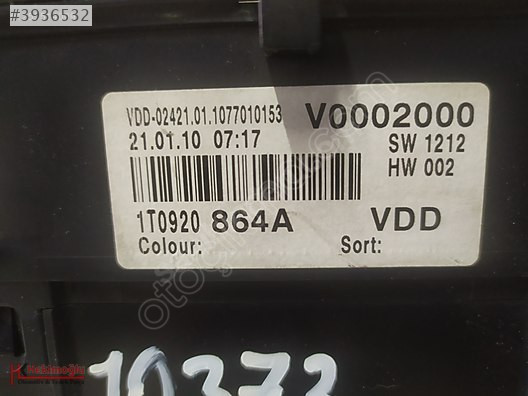 #3936532
VDD-02421.01.1077010153 V0002000
21.01.10 07:17 SW 1212
HW 002
1T0920 864A VDD
Colour: Sort:
10373